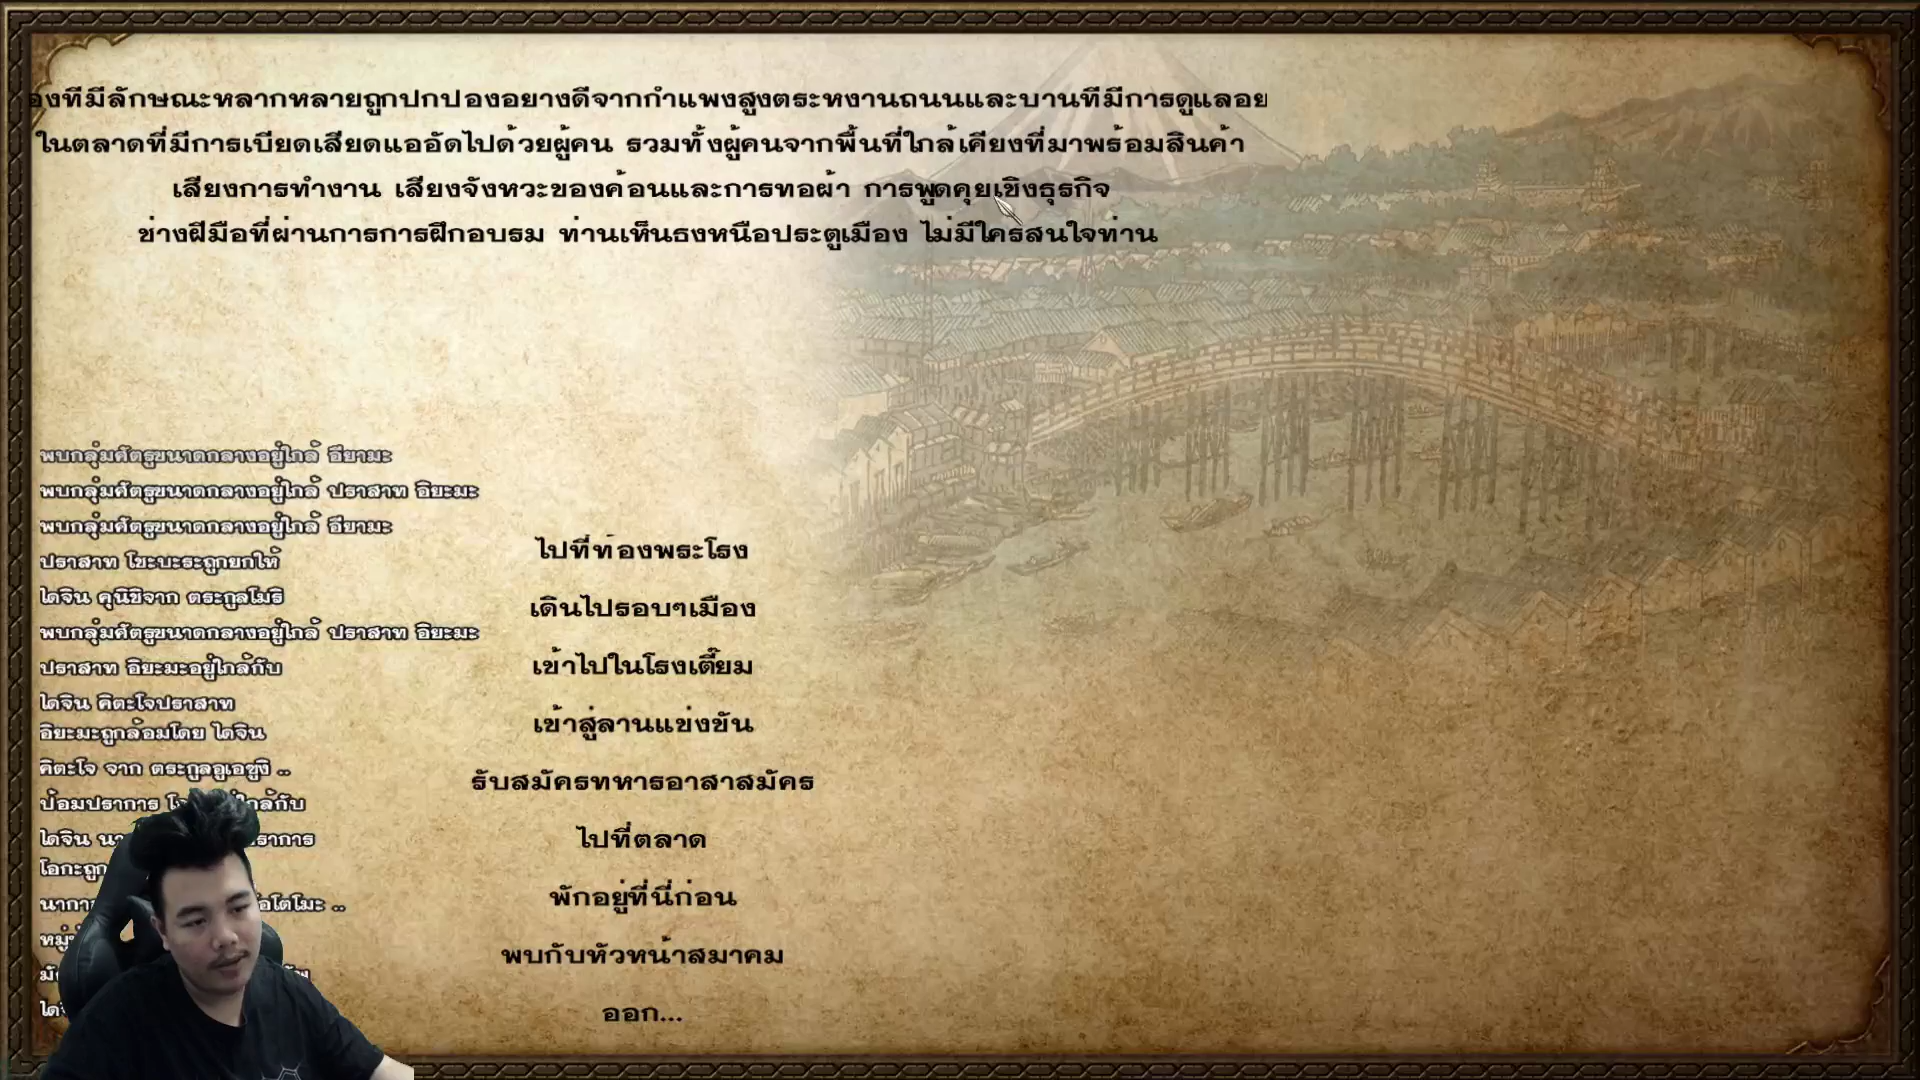 องที่มีลักษณะหลากหลายถูกปกป้องอย่างดีจากกำแพงสูงตระหง่านถนนและบ้านที่มีการดูแลอย
ในตลาดที่มีการเบียดเสียดแออัดไปด้วยผู้คน รวมทั้งผู้คนจากพื้นที่ใกล้เคียงที่มาพร้อมสินค้า
เสียงการทำงาน เสียงจังหวะของค้อนและการทอผ้า การพูดคุยเชิงธุรกิจ
ช่างฝีมือที่ผ่านการการฝึกอบรม ท่านเห็นธงหนือประตูเมือง ไม่มีใครสนใจท่าน
พบกลุ่มศัตรูขนาดกลางอยู่ใกล้ อียามะ
พบกลุ่มศัตรูขนาดกลางอยู่ใกล้ ปราสาท อิยะมะ
พบกลุ่มศัตรูขนาดกลางอยู่ใกล้ อียามะ
ปราสาท โยะบะระถูกยกให้
ไดจิน คุนิชิจาก ตระกูลโมริ
พบกลุ่มศัตรูขนาดกลางอยู่ใกล้ ปราสาท อิยะมะ
ปราสาท อิยะมะอยู่ใกล้กับ
ไดจิน คิตะโจปราสาท
อิยะมะถูกล้อมโดย ไดจิน
คิตะโจ จาก ตระกูลอูเอซูงิ ..
ป้อมปราการ
ไดจิน
โอกะถูก
ไปที่ท้องพระโรง
เดินไปรอบๆเมือง
เข้าไปในโรงเตี๊ยม
เข้าสู่ลานแข่งขัน
รับสมัครทหารอาสาสมัคร
ไปที่ตลาด
พักอยู่ที่นี่ก่อน
พบกับหัวหน้าสมาคม
ออก...